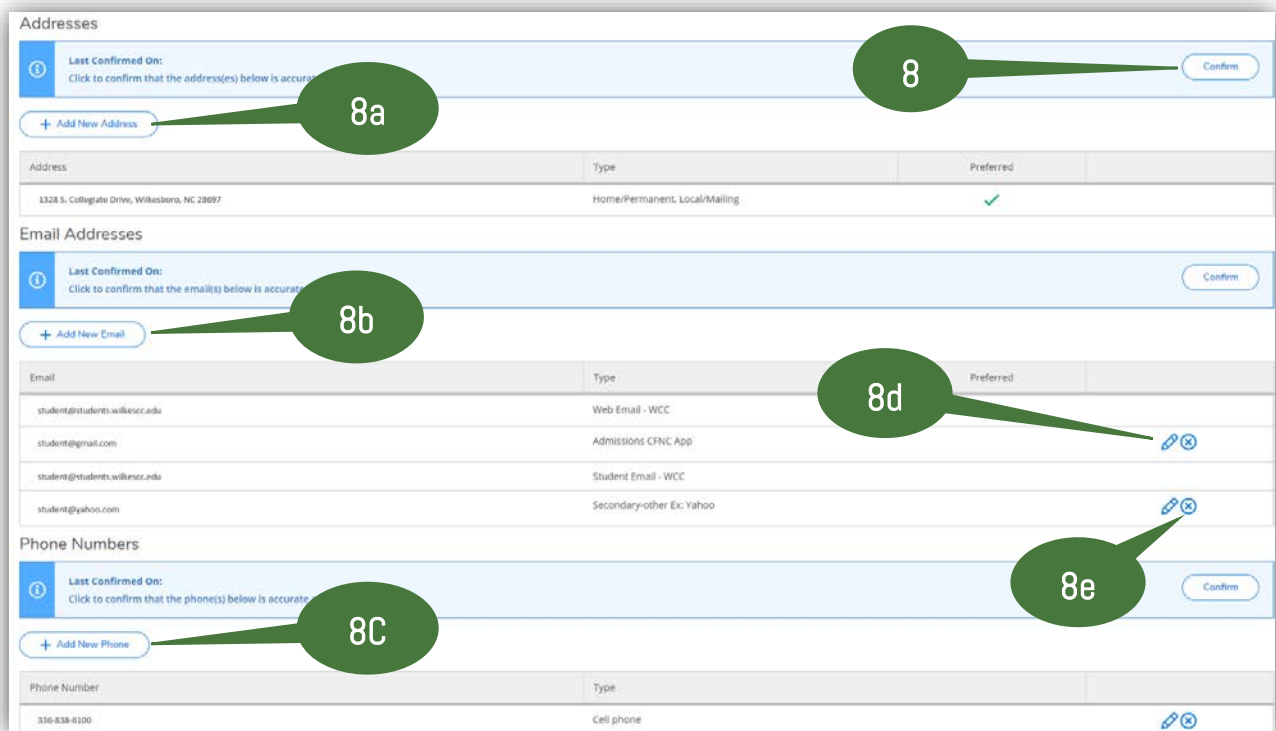 Addresses
Last Confirmed On:
Click to confirm that the address(es) below is accurat
Confirm
8
8a
+ Add New Address
Address Type Preferred
1328 S. Collegiate Drive, Wilkesboro, NC 28697 Home/Permanent, Local/Mailing
Email Addresses
Last Confirmed On:
Click to confirm that the email(s) below is accurate
Confirm
8b
+ Add New Email
Email Type Preferred
8d
student@students.wilkescc.edu Web Email - WCC
student@gmail.com Admissions CFNC App
student@students.wilkescc.edu Student Email - WCC
student@yahoo.com Secondary-other Ex: Yahoo
Phone Numbers
Last Confirmed On:
Click to confirm that the phone(s) below is accurate
Confirm
8e
8C
+ Add New Phone
Phone Number Type
336-838-6100 Cell phone